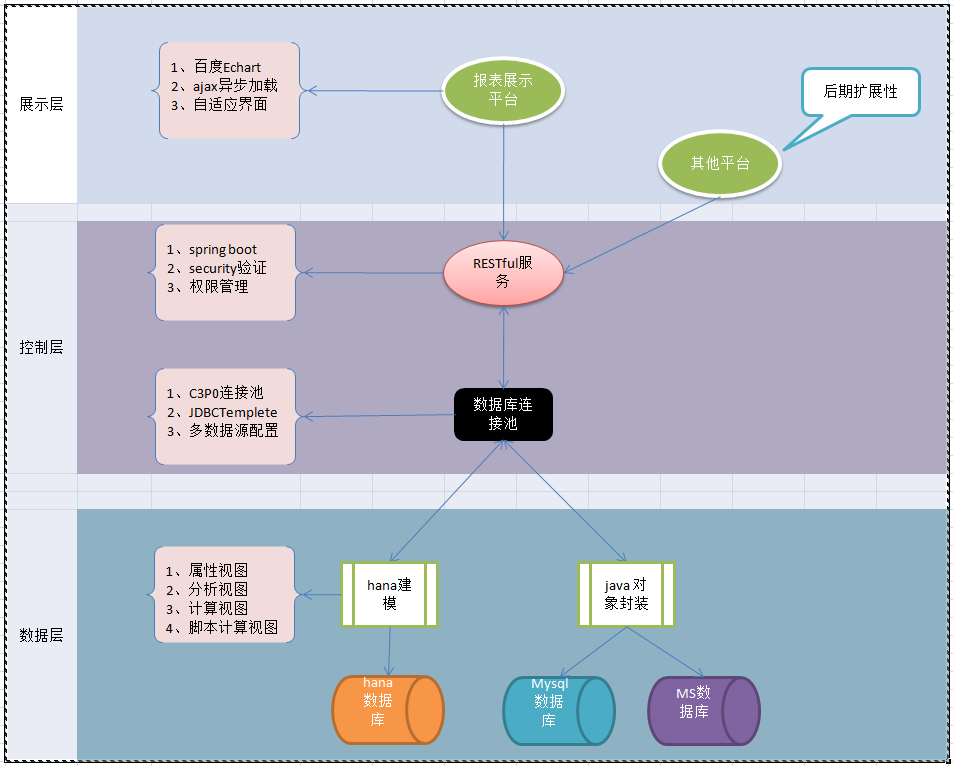 展示层
1、百度Echart
2、ajax异步加载
3、自适应界面
报表展示
平台
后期扩展性
其他平台
控制层
1、spring boot
2、security验证
3、权限管理
RESTful服
务
1、C3P0连接池
2、JDBCTemplete
3、多数据源配置
数据库连
接池
数据层
1、属性视图
2、分析视图
3、计算视图
4、脚本计算视图
hana建
模
java 对
象封装
hana
数据
库
Mysql
数据
库
MS数
据库